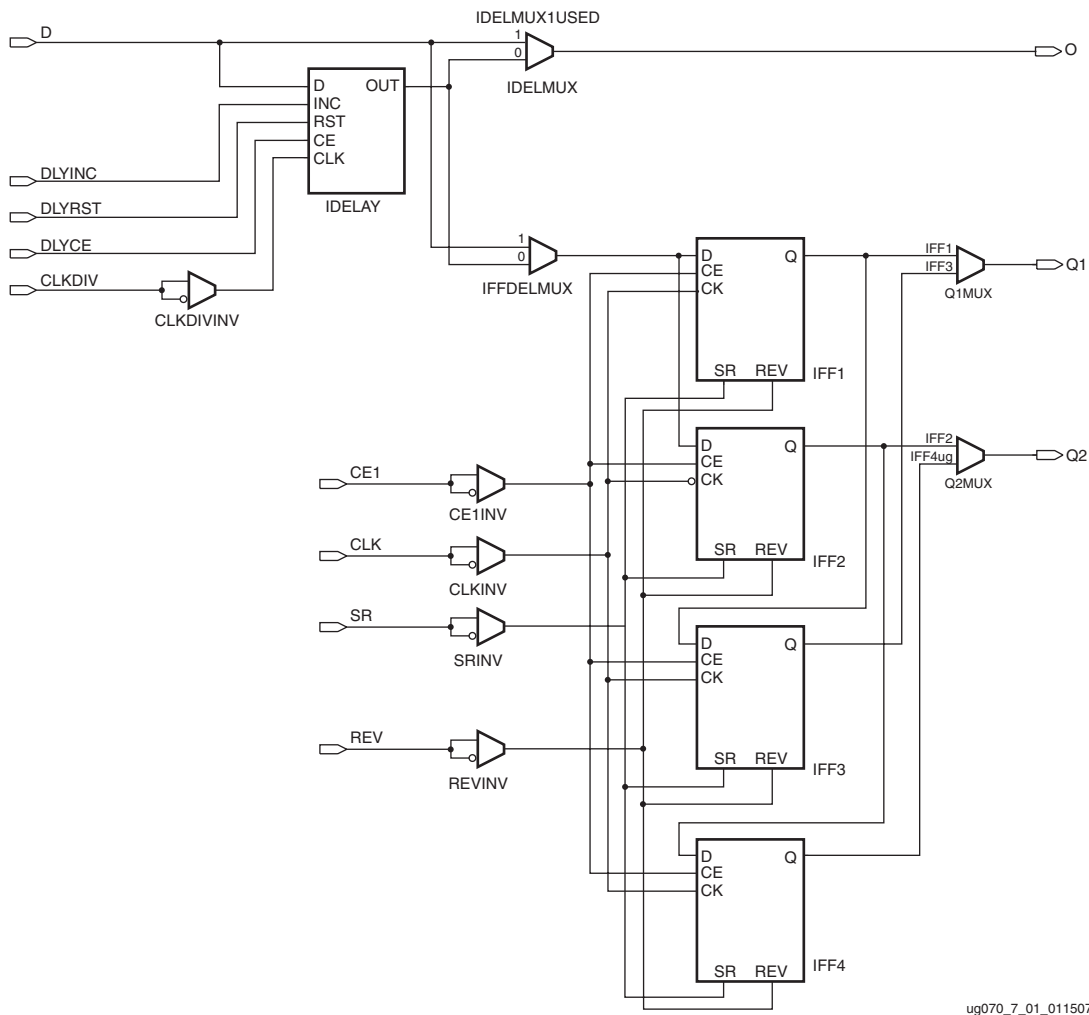 IDELMUX1USED
D
1
0
O
IDELMUX
D
OUT
INC
RST
CE
CLK
IDELAY
DLYINC
DLYRST
DLYCE
CLKDIV
CLKDIVINV
1
0
IFFDELMUX
D
Q
CE
CK
SR
REV
IFF1
IFF1
IFF3
Q1
Q1MUX
D
Q
CE
CK
SR
REV
IFF2
IFF2
IFF4ug
Q2
Q2MUX
CE1
CE1INV
CLK
CLKINV
SR
SRINV
REV
REVINV
D
Q
CE
CK
SR
REV
IFF3
D
Q
CE
CK
SR
REV
IFF4
ug070_7_01_011507